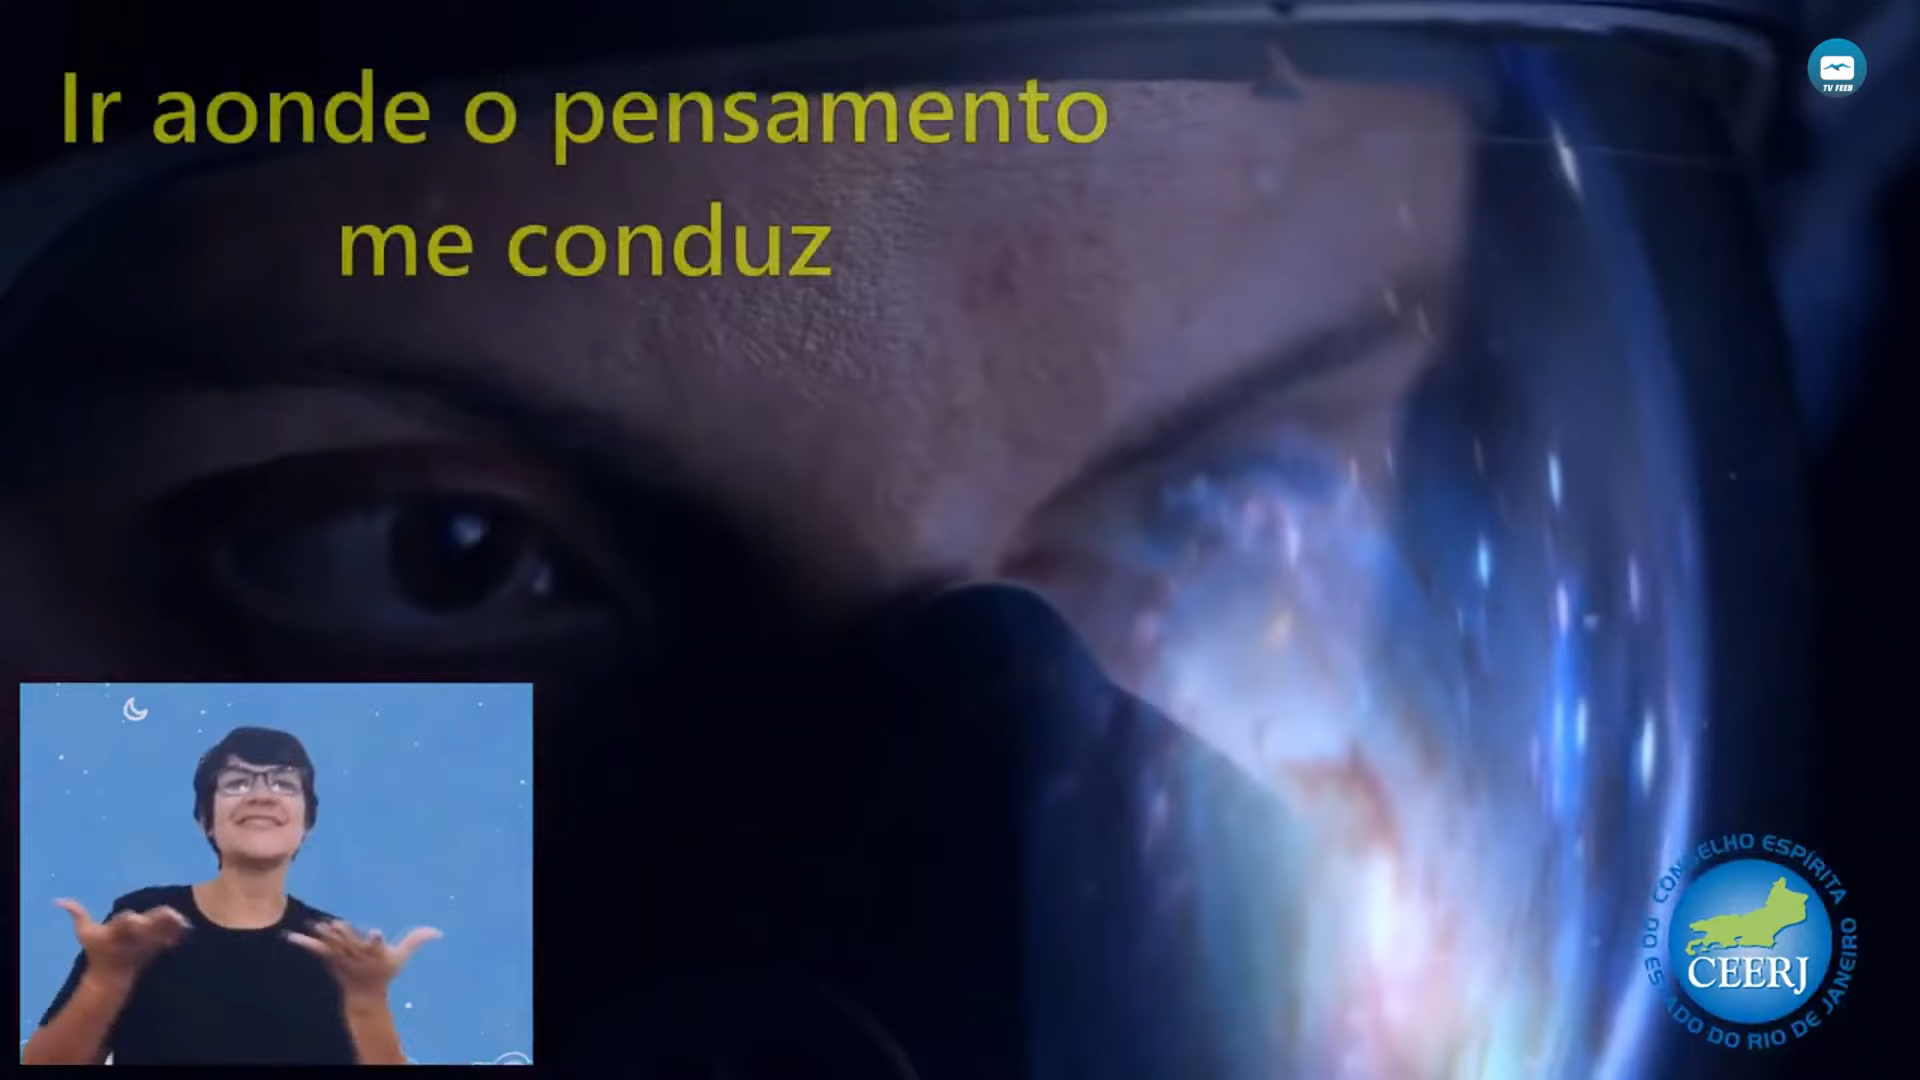 Ir aonde o pensamento
me conduz
TV FEEB
CONSELHO ESPÍRITA
DO ESTADO DO RIO DE JANEIRO
CEERJ